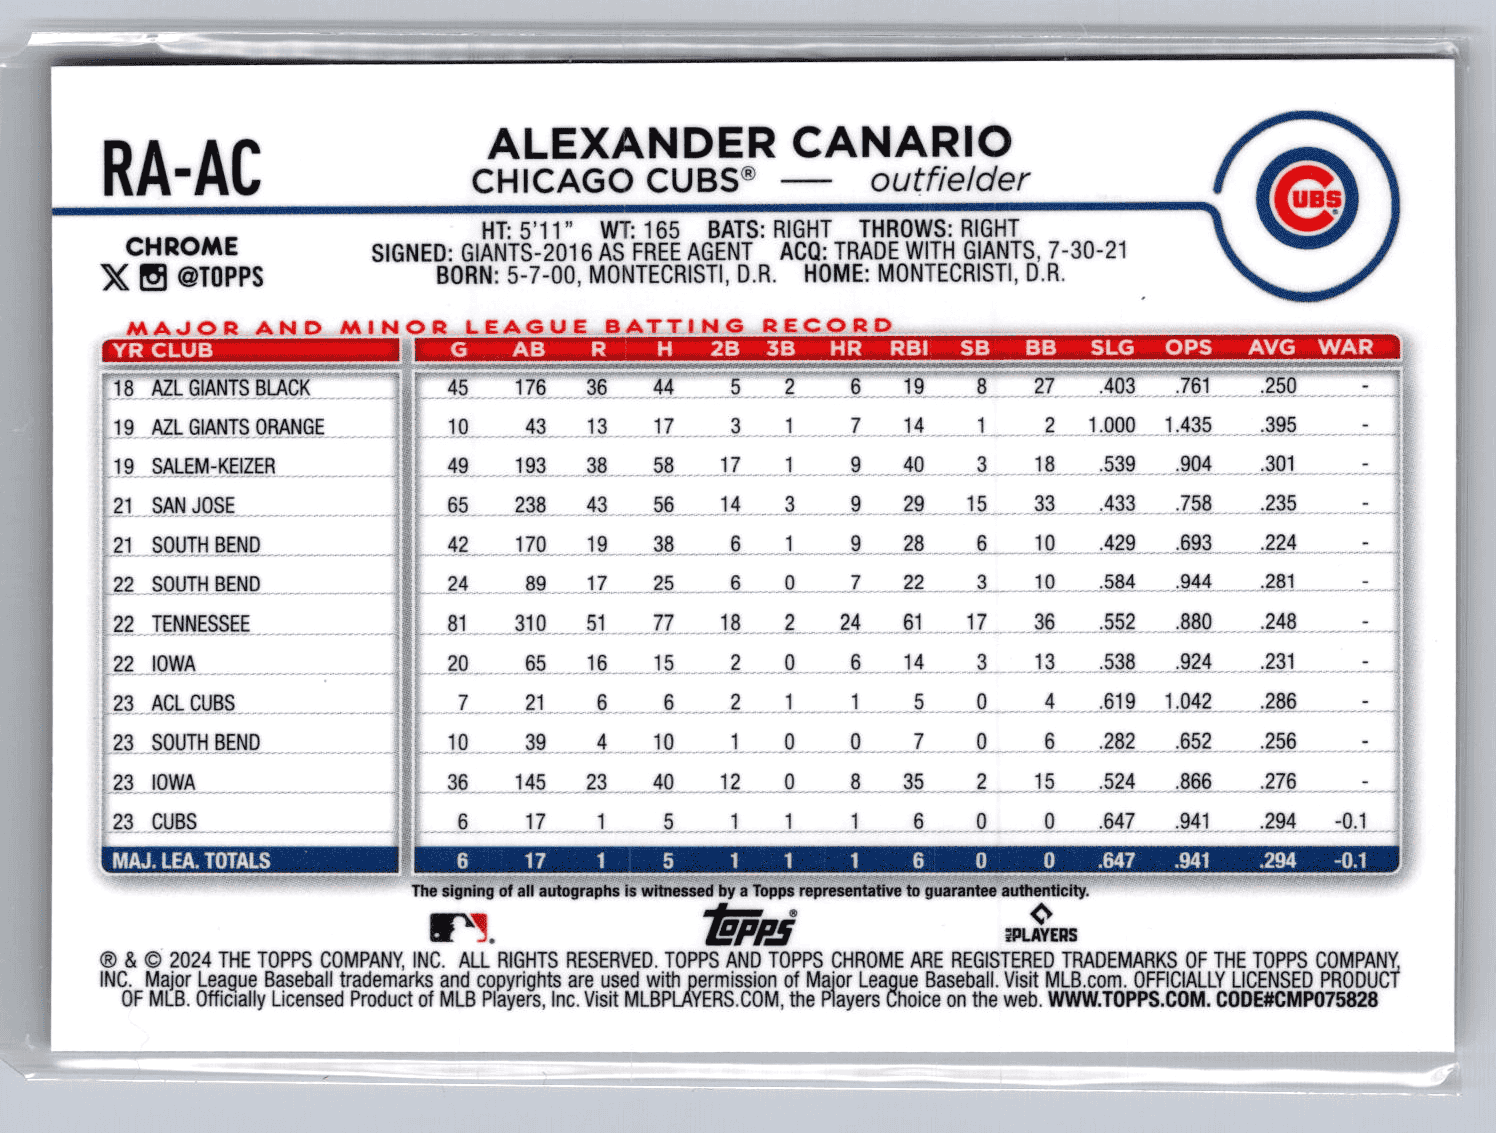 RA-AC
ALEXANDER CANARIO
CHICAGO CUBS® — outfielder
CUBS
CHROME
@TOPPS
HT: 5'11" WT: 165 BATS: RIGHT THROWS: RIGHT
SIGNED: GIANTS-2016 AS FREE AGENT ACQ: TRADE WITH GIANTS, 7-30-21
BORN: 5-7-00, MONTECRISTI, D.R. HOME: MONTECRISTI, D.R.
MAJOR AND MINOR LEAGUE BATTING RECORD
YR CLUB G AB R H 2B 3B HR RBI SB BB SLG OPS AVG WAR
18 AZL GIANTS BLACK 45 176 36 44 5 2 6 19 8 27 .403 .761 .250 -
19 AZL GIANTS ORANGE 10 43 13 17 3 1 7 14 1 2 1.000 1.435 .395 -
19 SALEM-KEIZER 49 193 38 58 17 1 9 40 3 18 .539 .904 .301 -
21 SAN JOSE 65 238 43 56 14 3 9 29 15 33 .433 .758 .235 -
21 SOUTH BEND 42 170 19 38 6 1 9 28 6 10 .429 .693 .224 -
22 SOUTH BEND 24 89 17 25 6 0 7 22 3 10 .584 .944 .281 -
22 TENNESSEE 81 310 51 77 18 2 24 61 17 36 .552 .880 .248 -
22 IOWA 20 65 16 15 2 0 6 14 3 13 .538 .924 .231 -
23 ACL CUBS 7 21 6 6 2 1 1 5 0 4 .619 1.042 .286 -
23 SOUTH BEND 10 39 4 10 1 0 0 7 0 6 .282 .652 .256 -
23 IOWA 36 145 23 40 12 0 8 35 2 15 .524 .866 .276 -
23 CUBS 6 17 1 5 1 1 1 6 0 0 .647 .941 .294 -0.1
MAJ. LEA. TOTALS 6 17 1 5 1 1 1 6 0 0 .647 .941 .294 -0.1
The signing of all autographs is witnessed by a Topps representative to guarantee authenticity.
Topps®
MLB PLAYERS
® & © 2024 THE TOPPS COMPANY, INC. ALL RIGHTS RESERVED. TOPPS AND TOPPS CHROME ARE REGISTERED TRADEMARKS OF THE TOPPS COMPANY,
INC. Major League Baseball trademarks and copyrights are used with permission of Major League Baseball. Visit MLB.com. OFFICIALLY LICENSED PRODUCT
OF MLB. Officially Licensed Product of MLB Players, Inc. Visit MLBPLAYERS.COM, the Players Choice on the web. WWW.TOPPS.COM. CODE#CMP075828